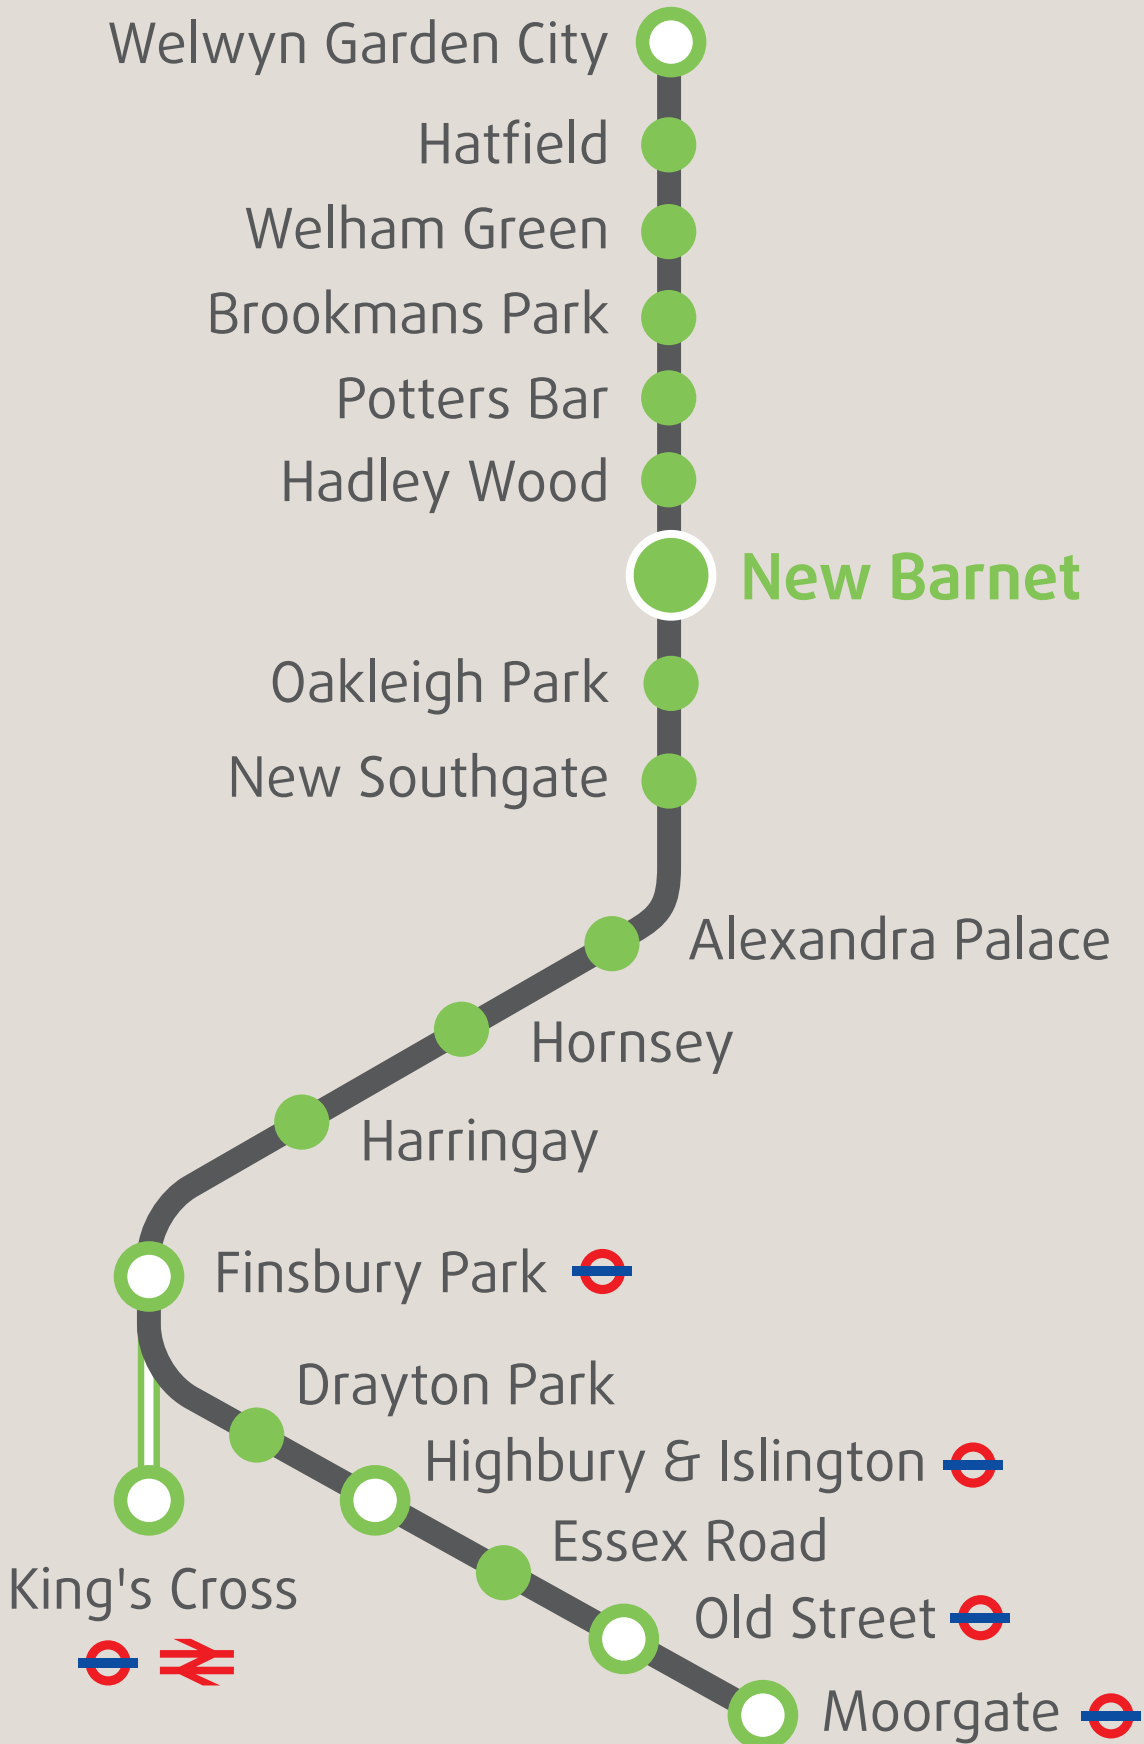 Welwyn Garden City
Hatfield
Welham Green
Brookmans Park
Potters Bar
Hadley Wood
New Barnet
Oakleigh Park
New Southgate
Alexandra Palace
Hornsey
Harringay
Finsbury Park
Drayton Park
Highbury & Islington
Essex Road
King's Cross
Old Street
Moorgate